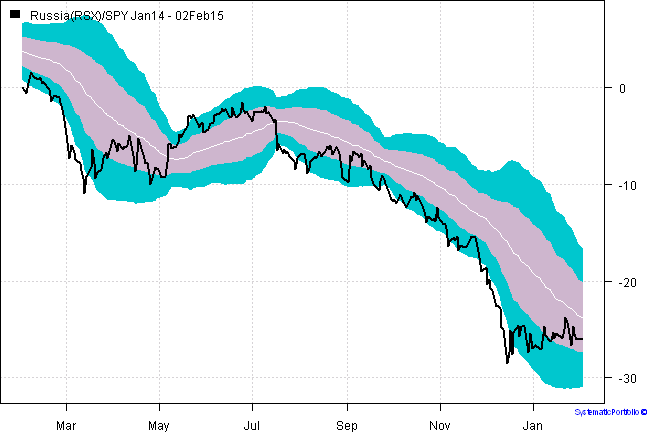 Russia(RSX)/SPY Jan14 - 02Feb15
0
-10
-20
-30
Mar May Jul Sep Nov Jan
SystematicPortfolio ©